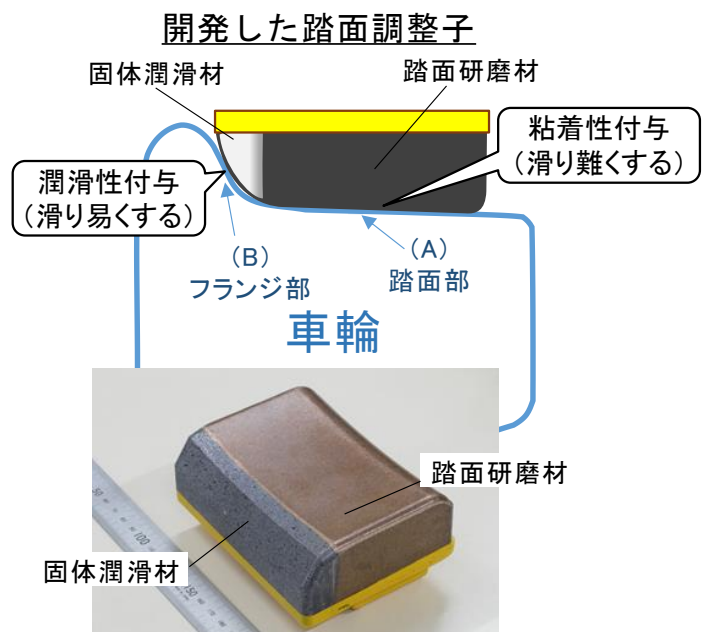 開発した踏面調整子
固体潤滑材
踏面研磨材
粘着性付与
(滑り難くする)
潤滑性付与
(滑り易くする)
(B)
フランジ部
(A)
踏面部
車輪
踏面研磨材
固体潤滑材
50
100
150